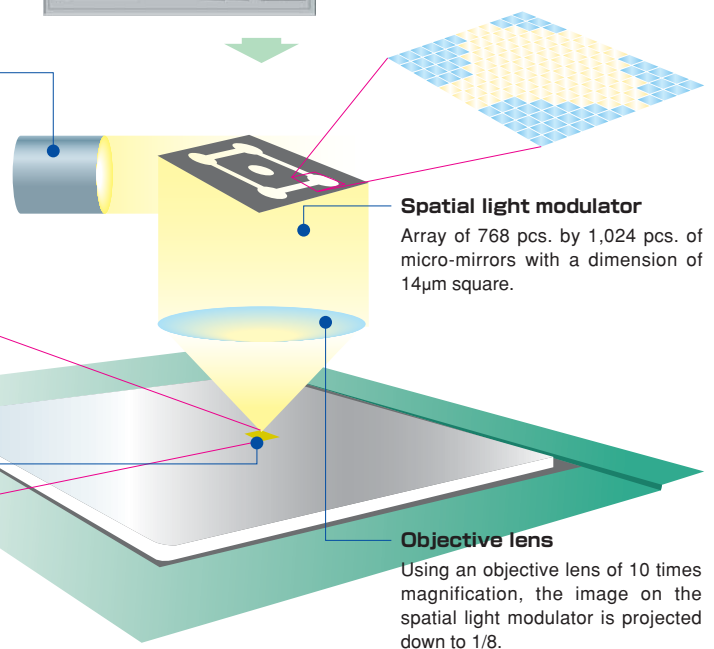 Spatial light modulator
Array of 768 pcs. by 1,024 pcs. of
micro-mirrors with a dimension of
14µm square.
Objective lens
Using an objective lens of 10 times
magnification, the image on the
spatial light modulator is projected
down to 1/8.